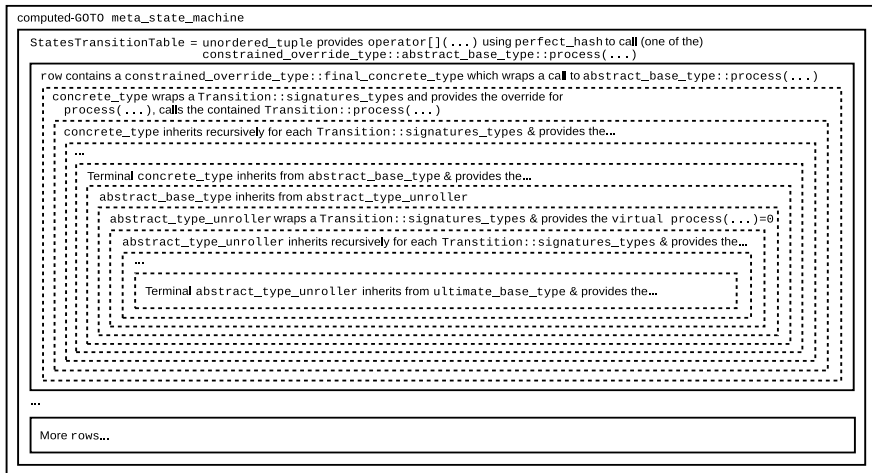 computed-GOTO meta_state_machine
StatesTransitionTable = unordered_tuple provides operator[](...) using perfect_hash to call (one of the)
constrained_override_type::abstract_base_type::process(...)
row contains a constrained_override_type::final_concrete_type which wraps a call to abstract_base_type::process(...)
concrete_type wraps a Transition::signatures_types and provides the override for
process(...), calls the contained Transition::process(...)
concrete_type inherits recursively for each Transition::signatures_types & provides the...
...
Terminal concrete_type inherits from abstract_base_type & provides the...
abstract_base_type inherits from abstract_type_unroller
abstract_type_unroller wraps a Transition::signatures_types & provides the virtual process(...)=0
abstract_type_unroller inherits recursively for each Transtition::signatures_types & provides the...
...
Terminal abstract_type_unroller inherits from ultimate_base_type & provides the...
...
More rows...